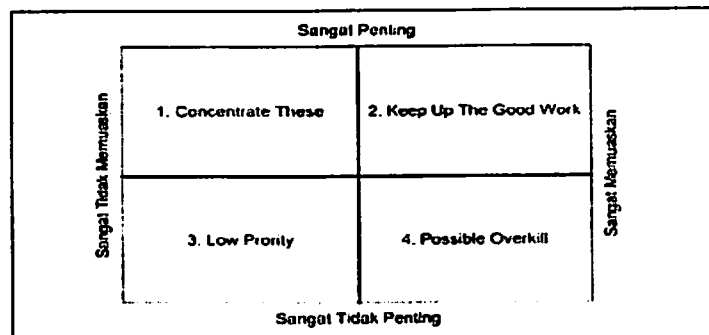 Sangat Penting
Sangat Tidak Memuaskan
1. Concentrate These
2. Keep Up The Good Work
Sangat Memuaskan
3. Low Prority
4. Possible Overkill
Sangat Tidak Penting